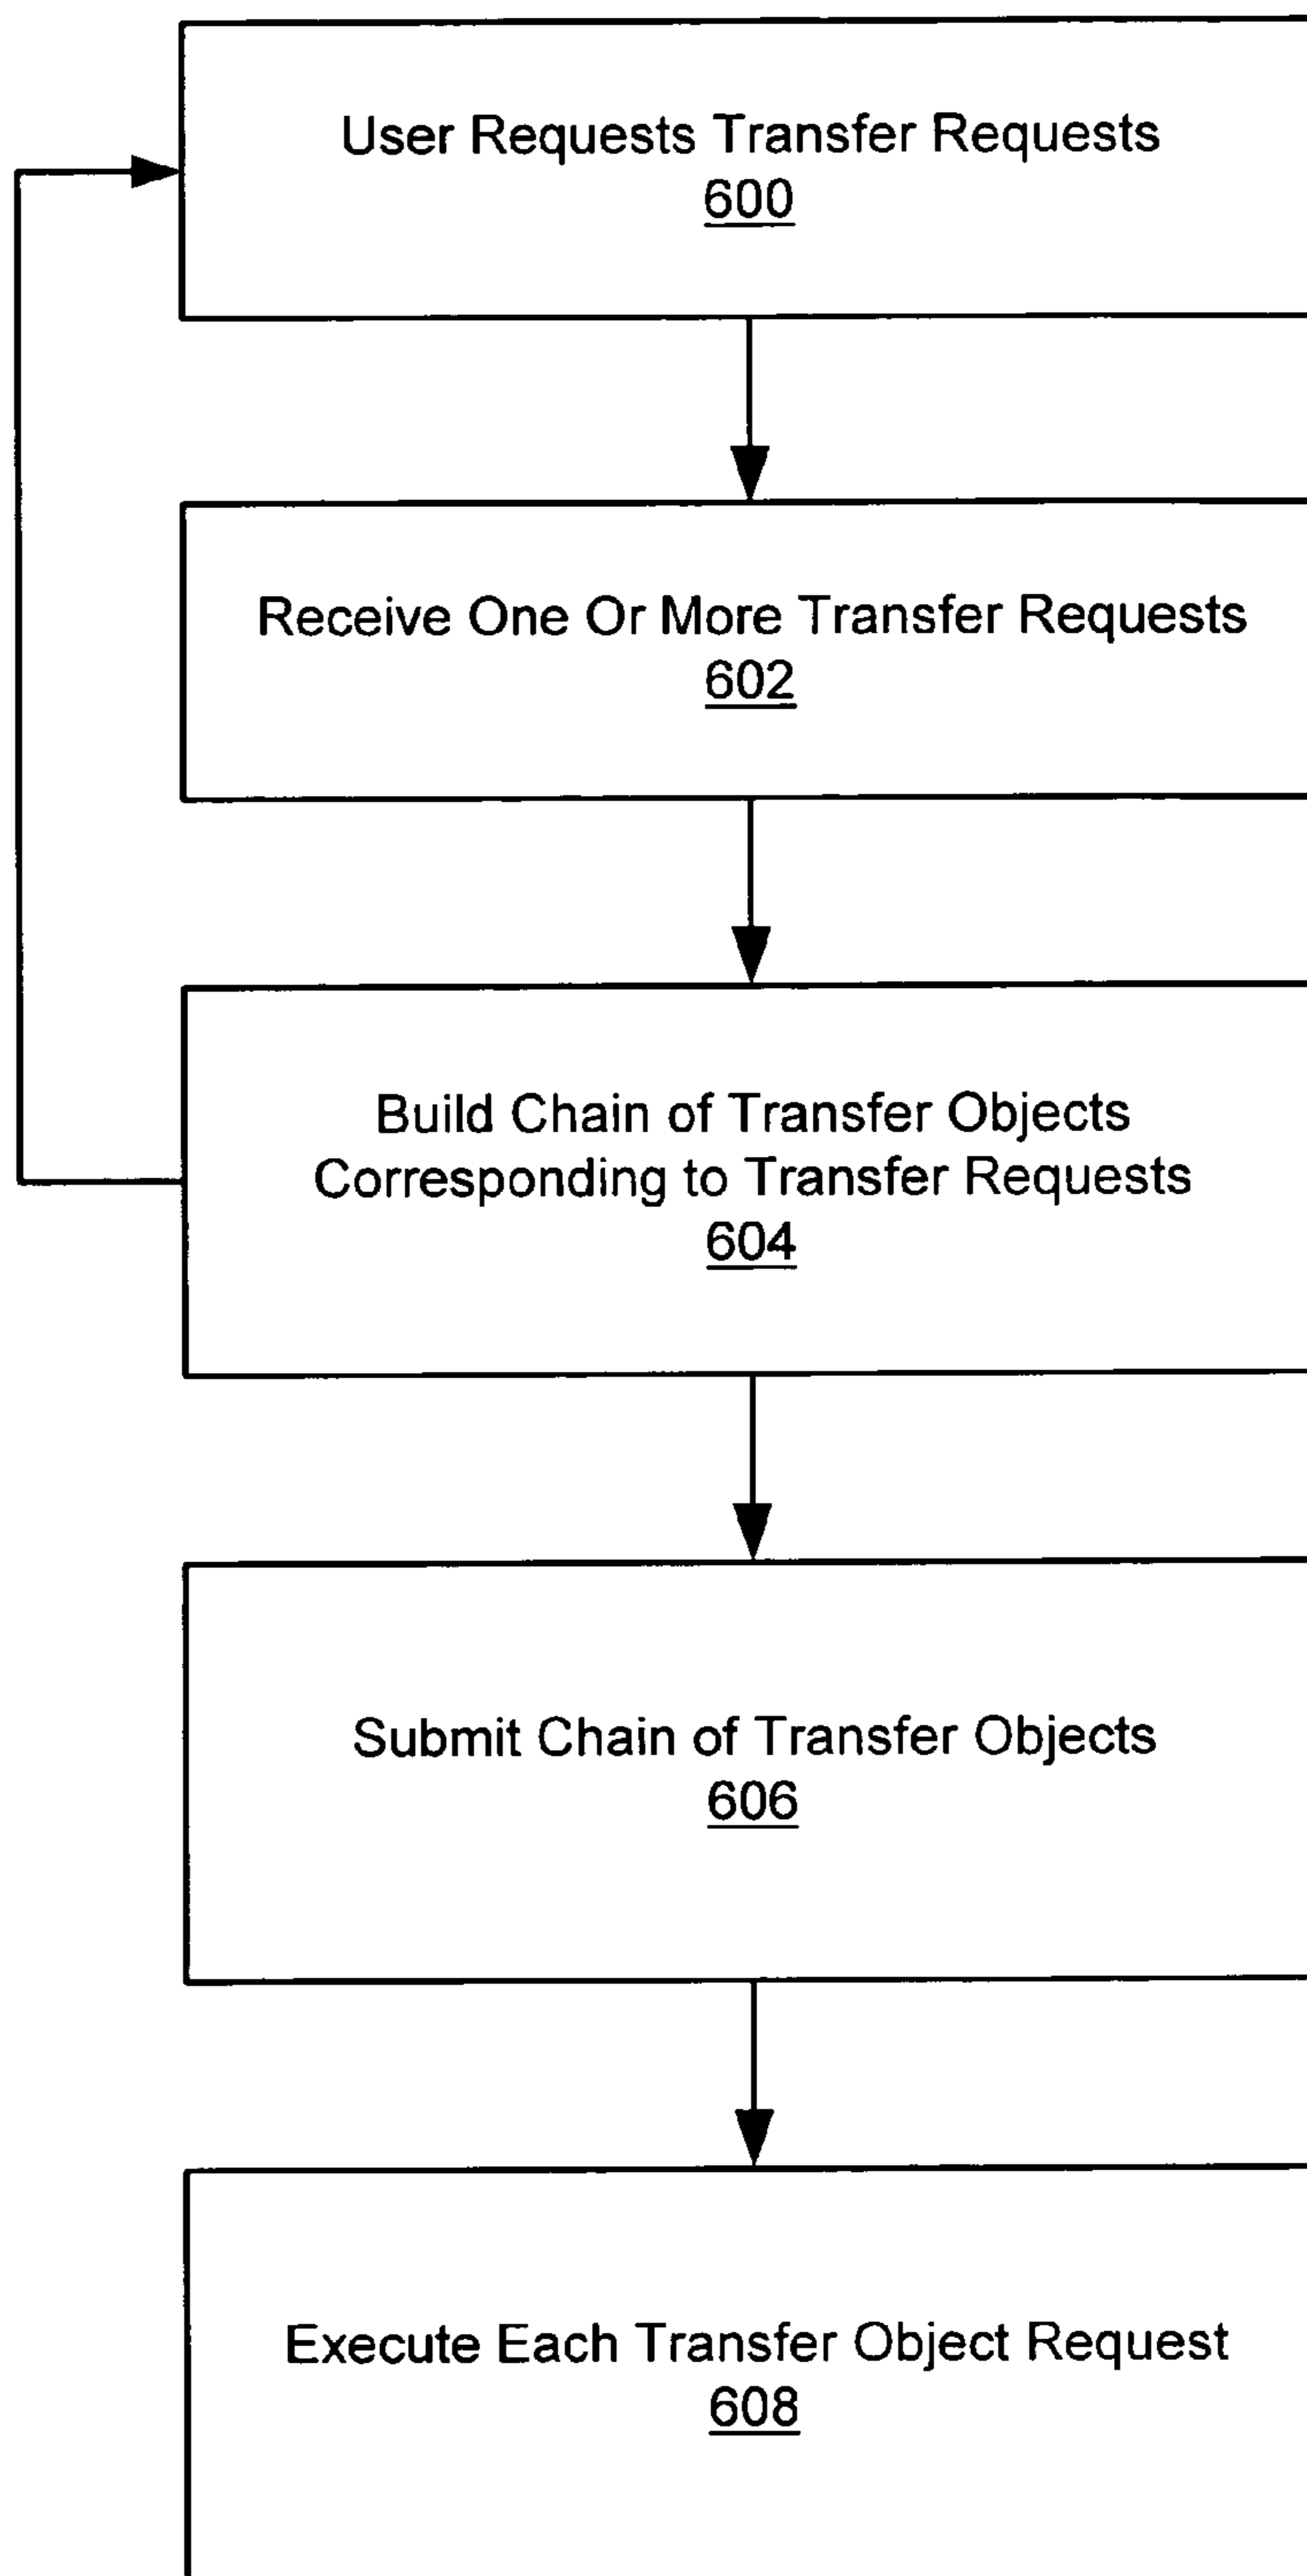 User Requests Transfer Requests
600
Receive One Or More Transfer Requests
602
Build Chain of Transfer Objects
Corresponding to Transfer Requests
604
Submit Chain of Transfer Objects
606
Execute Each Transfer Object Request
608